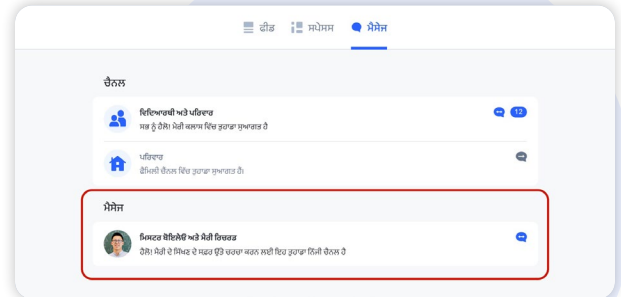 ਫੀਡ ਸਪੇਸਸ ਮੈਸੇਜ
ਚੈਨਲ
ਵਿਦਿਆਰਥੀ ਅਤੇ ਪਰਿਵਾਰ
ਸਭ ਨੂੰ ਹੈਲੋ! ਮੇਰੀ ਕਲਾਸ ਵਿੱਚ ਤੁਹਾਡਾ ਸੁਆਗਤ ਹੈ
12
ਪਰਿਵਾਰ
ਫੈਮਿਲੀ ਚੈਨਲ ਵਿੱਚ ਤੁਹਾਡਾ ਸੁਆਗਤ ਹੈ।
ਮੈਸੇਜ
ਮਿਸਟਰ ਅਤੇ ਮੈਰੀ ਰਿਚਰਡ
ਹੈਲੋ! ਮੈਰੀ ਦੇ ਸਿੱਖਣ ਦੇ ਸਫ਼ਰ ਉੱਤੇ ਚਰਚਾ ਕਰਨ ਲਈ ਇਹ ਤੁਹਾਡਾ ਨਿੱਜੀ ਚੈਨਲ ਹੈ